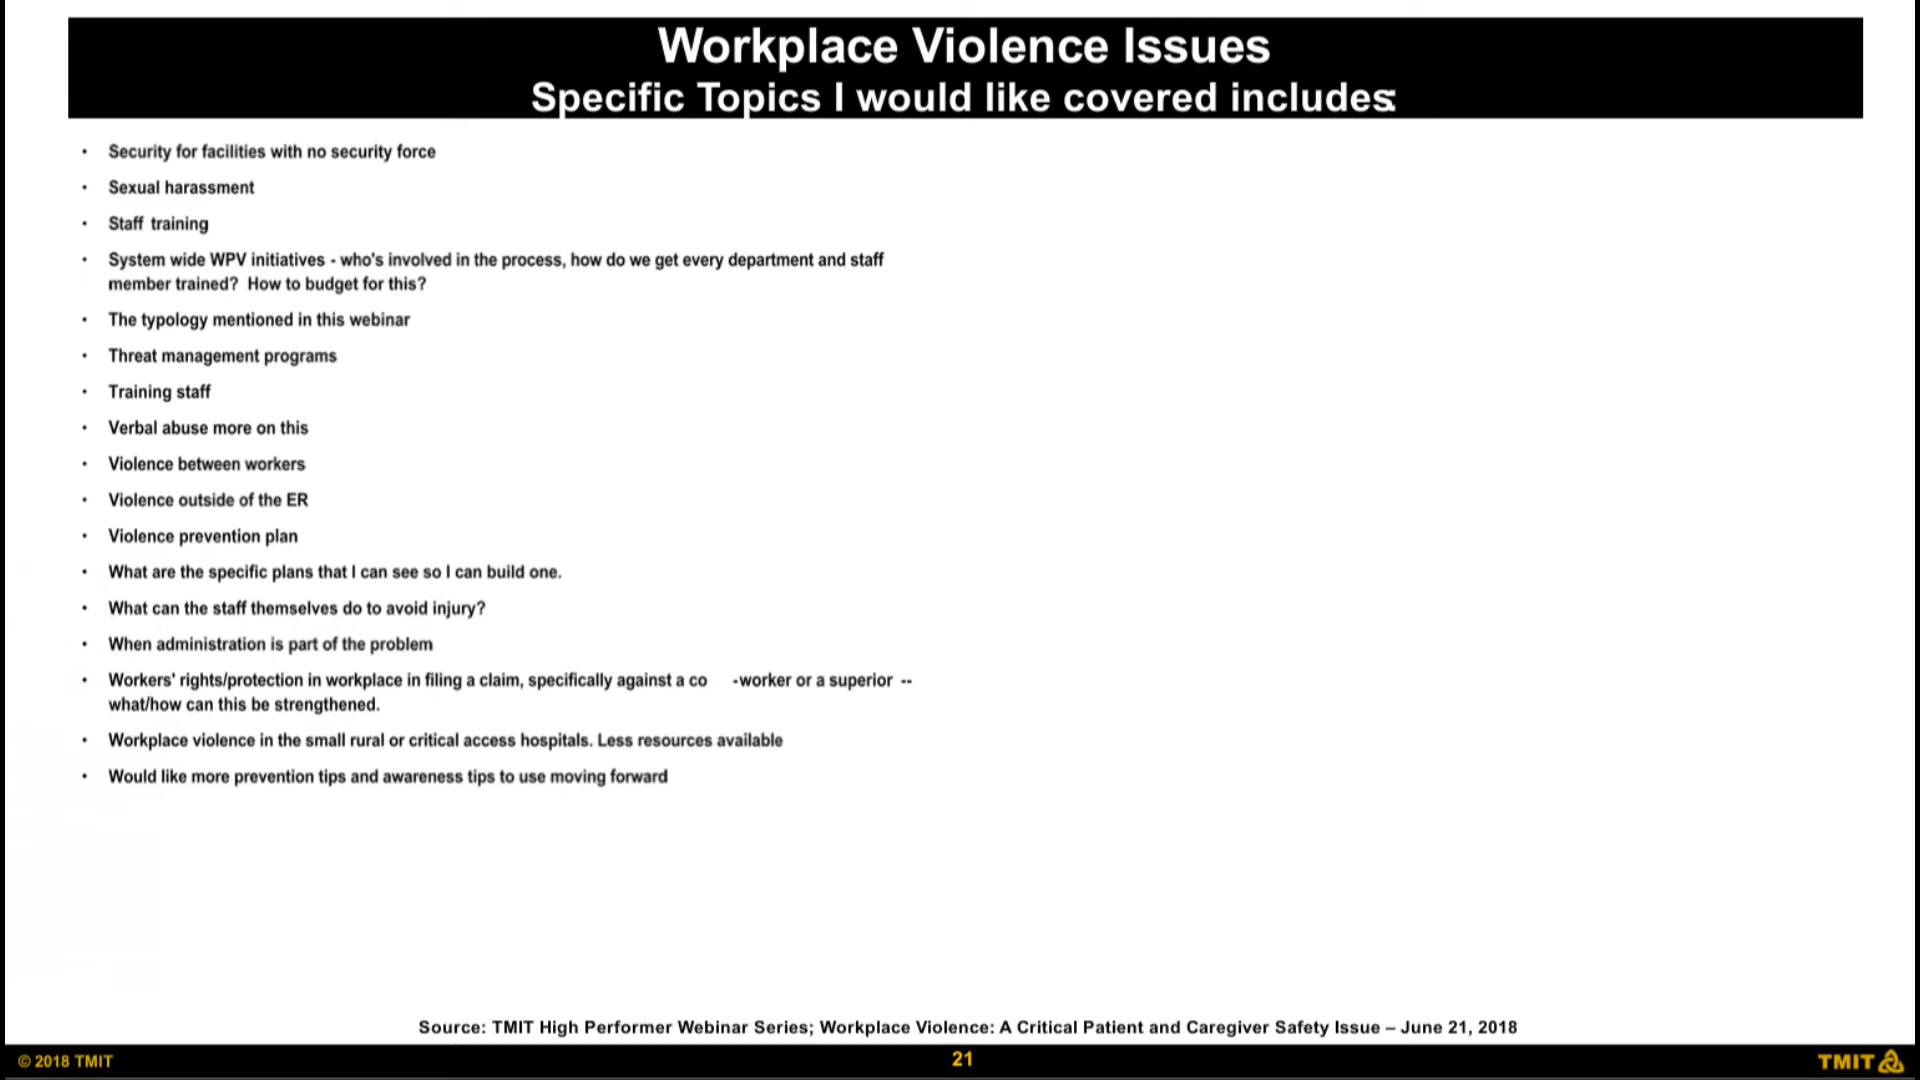 Workplace Violence Issues
Specific Topics I would like covered includes:
• Security for facilities with no security force
• Sexual harassment
• Staff training
• System wide WPV initiatives - who's involved in the process, how do we get every department and staff
member trained? How to budget for this?
• The typology mentioned in this webinar
• Threat management programs
• Training staff
• Verbal abuse more on this
• Violence between workers
• Violence outside of the ER
• Violence prevention plan
• What are the specific plans that I can see so I can build one.
• What can the staff themselves do to avoid injury?
• When administration is part of the problem
• Workers' rights/protection in workplace in filing a claim, specifically against a co -worker or a superior --
what/how can this be strengthened.
• Workplace violence in the small rural or critical access hospitals. Less resources available
• Would like more prevention tips and awareness tips to use moving forward
Source: TMIT High Performer Webinar Series; Workplace Violence: A Critical Patient and Caregiver Safety Issue – June 21, 2018
© 2018 TMIT
21
TMIT